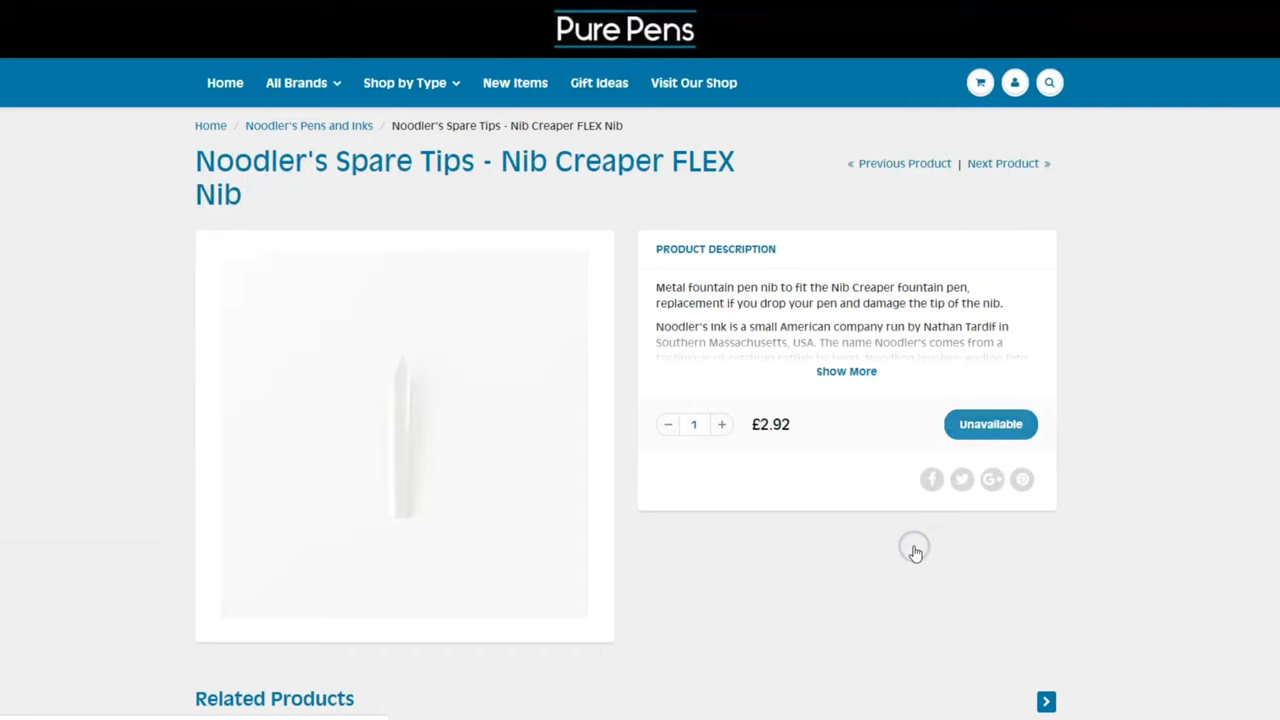 Pure Pens
Home All Brands Shop by Type New Items Gift Ideas Visit Our Shop
Home / Noodler's Pens and Inks / Noodler's Spare Tips - Nib Creaper FLEX Nib
Noodler's Spare Tips - Nib Creaper FLEX
Nib
« Previous Product | Next Product »
PRODUCT DESCRIPTION
Metal fountain pen nib to fit the Nib Creaper fountain pen,
replacement if you drop your pen and damage the tip of the nib.
Noodler's Ink is a small American company run by Nathan Tardif in
Southern Massachusetts, USA. The name Noodler's comes from a
Show More
− 1 + £2.92 Unavailable
Related Products